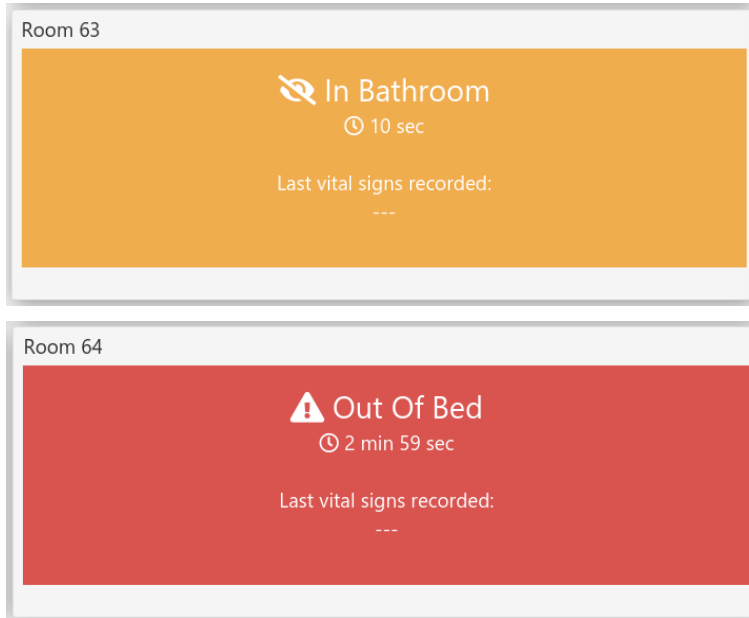 Room 63
In Bathroom
10 sec
Last vital signs recorded:
---
Room 64
Out Of Bed
2 min 59 sec
Last vital signs recorded:
---